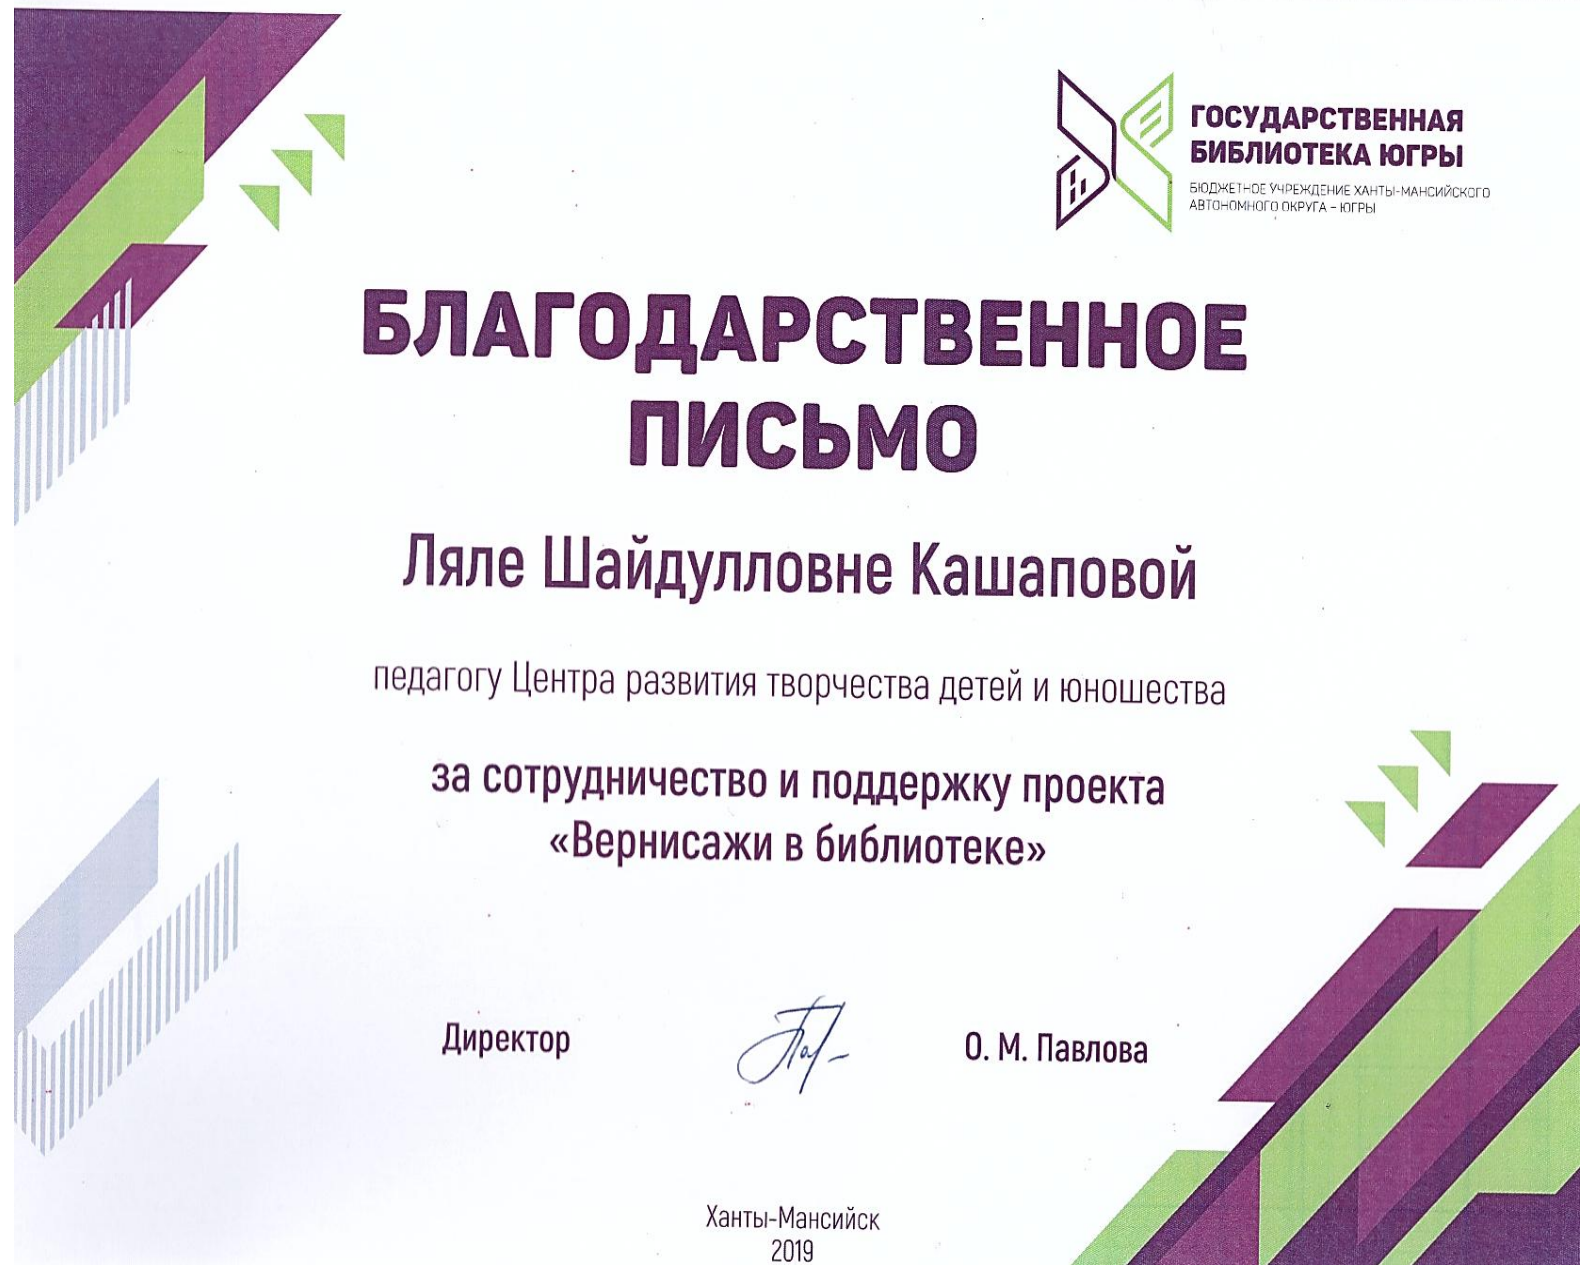 ГОСУДАРСТВЕННАЯ
БИБЛИОТЕКА ЮГРЫ
БЮДЖЕТНОЕ УЧРЕЖДЕНИЕ ХАНТЫ-МАНСИЙСКОГО
АВТОНОМНОГО ОКРУГА – ЮГРЫ
БЛАГОДАРСТВЕННОЕ
ПИСЬМО
Ляле Шайдулловне Кашаповой
педагогу Центра развития творчества детей и юношества
за сотрудничество и поддержку проекта
«Вернисажи в библиотеке»
Директор
О. М. Павлова
Ханты-Мансийск
2019